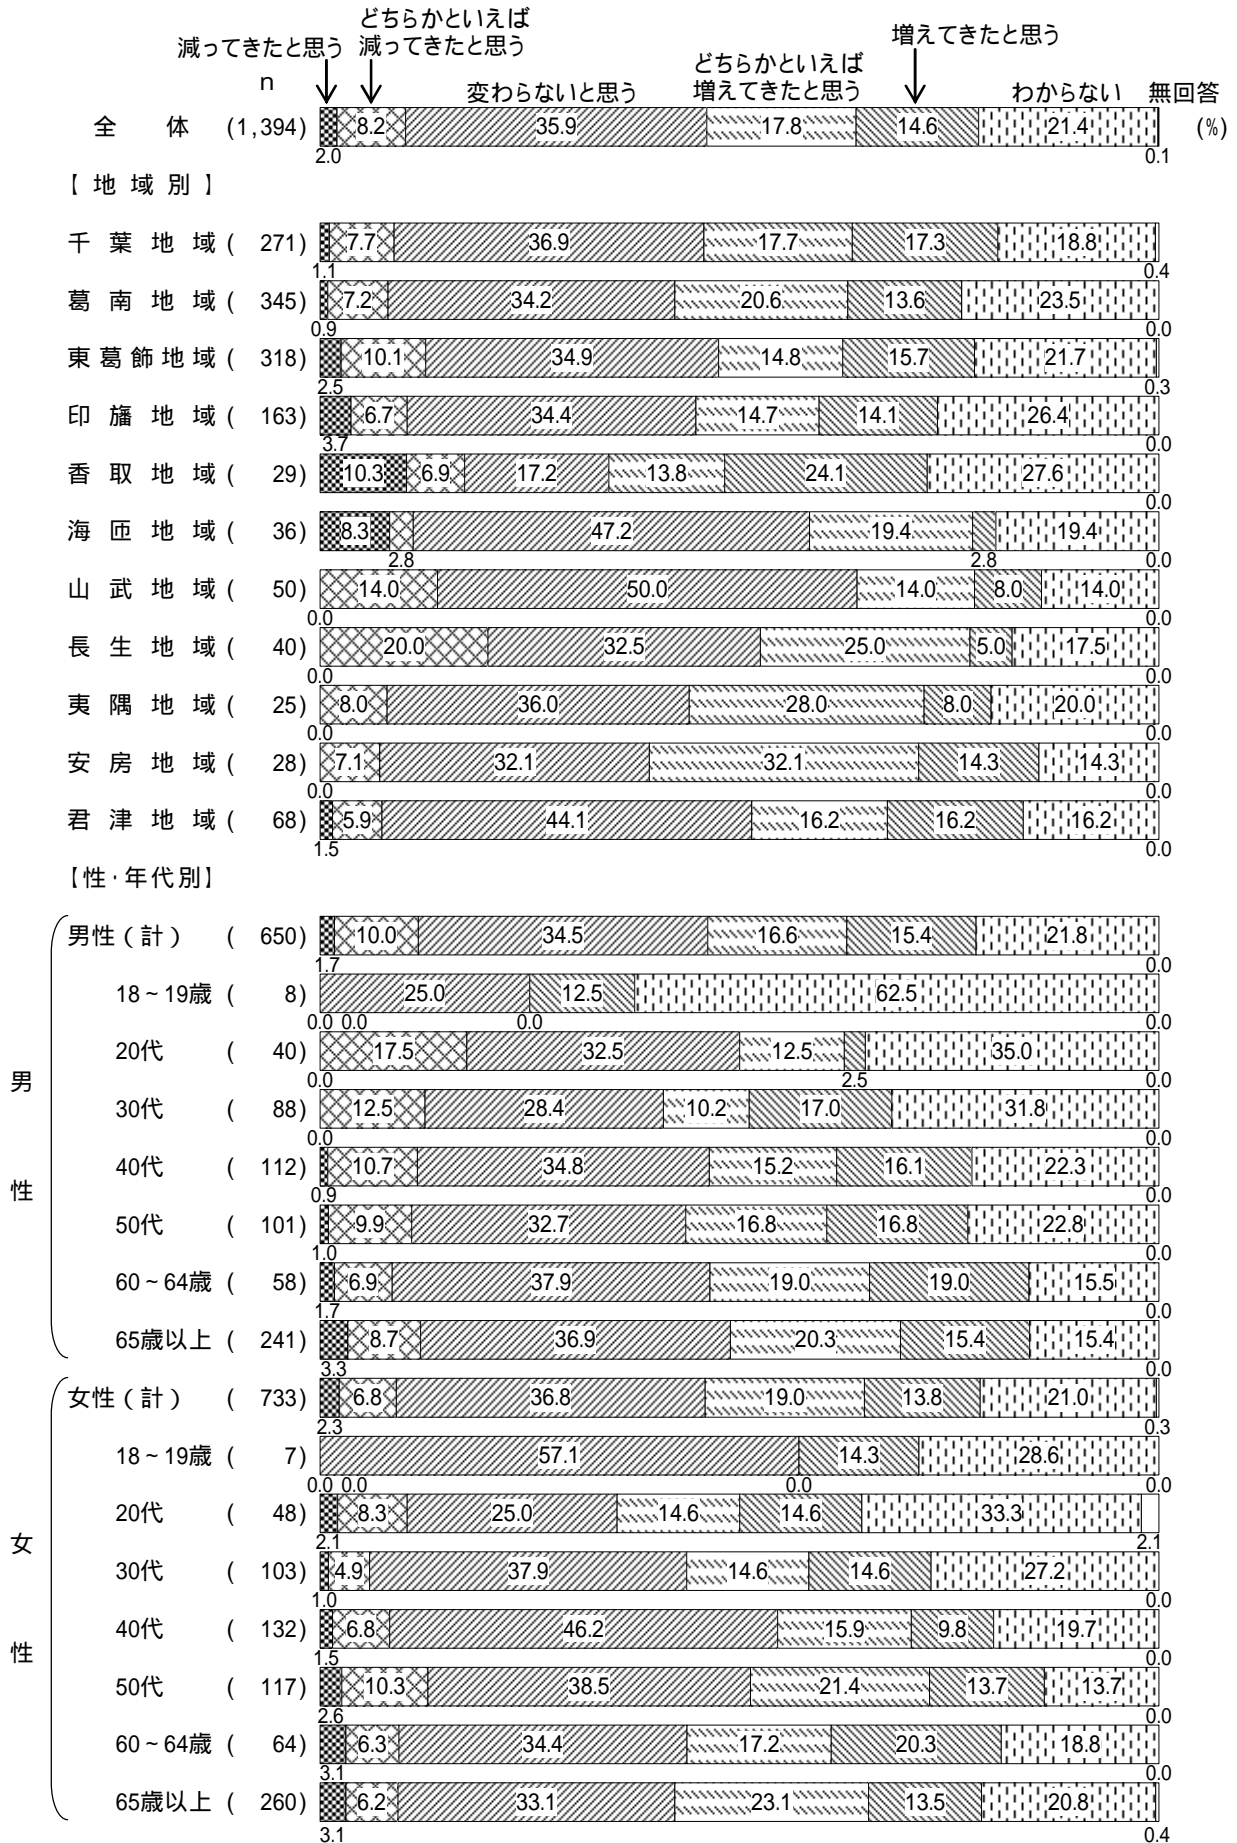 どちらかといえば
減ってきたと思う 減ってきたと思う 増えてきたと思う
どちらかといえば
n 変わらないと思う 増えてきたと思う わからない 無回答
全 体 (1,394) 8.2 35.9 17.8 14.6 21.4 (%)
2.0 0.1
【地域別】
千葉地域( 271) 7.7 36.9 17.7 17.3 18.8
1.1 0.4
葛南地域( 345) 7.2 34.2 20.6 13.6 23.5
0.9 0.0
東葛飾地域( 318) 10.1 34.9 14.8 15.7 21.7
2.5 0.3
印旛地域( 163) 6.7 34.4 14.7 14.1 26.4
3.7 0.0
香取地域( 29) 10.3 6.9 17.2 13.8 24.1 27.6
0.0
海匝地域( 36) 8.3 47.2 19.4 19.4
2.8 2.8 0.0
山武地域( 50) 14.0 50.0 14.0 8.0 14.0
0.0 0.0
長生地域( 40) 20.0 32.5 25.0 5.0 17.5
0.0 0.0
夷隅地域( 25) 8.0 36.0 28.0 8.0 20.0
0.0 0.0
安房地域( 28) 7.1 32.1 32.1 14.3 14.3
0.0 0.0
君津地域( 68) 5.9 44.1 16.2 16.2 16.2
1.5 0.0
【性・年代別】
男性(計) ( 650) 10.0 34.5 16.6 15.4 21.8
1.7 0.0
18~19歳 ( 8) 25.0 12.5 62.5
0.0 0.0 0.0 0.0
20代 ( 40) 17.5 32.5 12.5 35.0
0.0 2.5 0.0
男
30代 ( 88) 12.5 28.4 10.2 17.0 31.8
0.0 0.0
40代 ( 112) 10.7 34.8 15.2 16.1 22.3
性
0.9 0.0
50代 ( 101) 9.9 32.7 16.8 16.8 22.8
1.0 0.0
60~64歳 ( 58) 6.9 37.9 19.0 19.0 15.5
1.7 0.0
65歳以上 ( 241) 8.7 36.9 20.3 15.4 15.4
3.3 0.0
女性(計) ( 733) 6.8 36.8 19.0 13.8 21.0
2.3 0.3
18~19歳 ( 7) 57.1 14.3 28.6
0.0 0.0 0.0 0.0
20代 ( 48) 8.3 25.0 14.6 14.6 33.3
女
2.1 2.1
30代 ( 103) 4.9 37.9 14.6 14.6 27.2
1.0 0.0
40代 ( 132) 6.8 46.2 15.9 9.8 19.7
性
1.5 0.0
50代 ( 117) 10.3 38.5 21.4 13.7 13.7
2.6 0.0
60~64歳 ( 64) 6.3 34.4 17.2 20.3 18.8
3.1 0.0
65歳以上 ( 260) 6.2 33.1 23.1 13.5 20.8
3.1 0.4